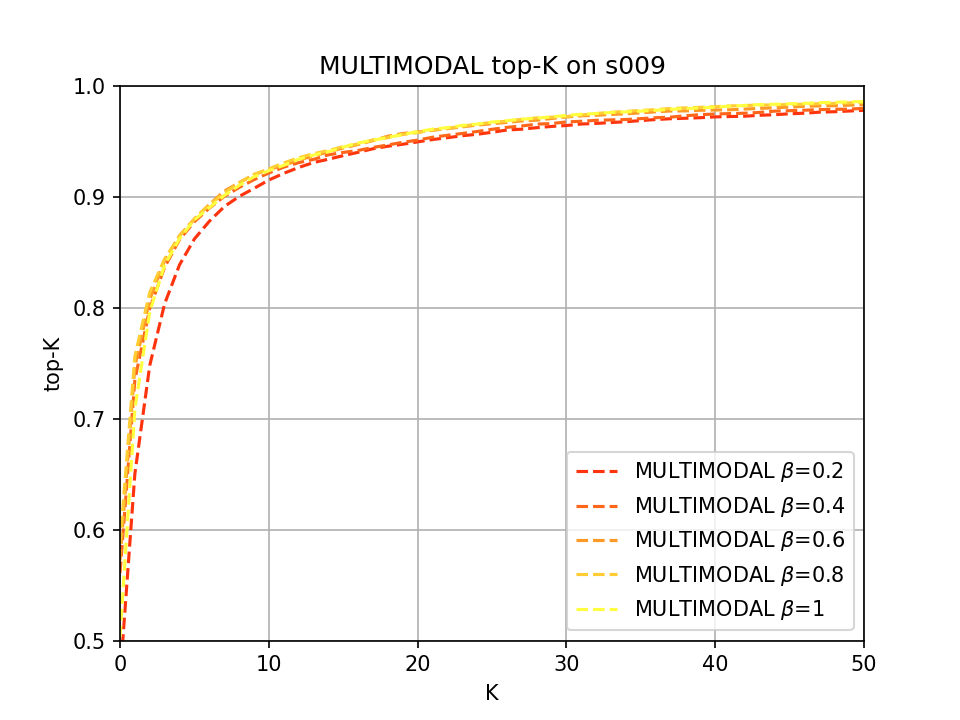 MULTIMODAL top-K on s009
1.0
0.9
0.8
0.7
0.6
0.5
top-K
MULTIMODAL β=0.2
MULTIMODAL β=0.4
MULTIMODAL β=0.6
MULTIMODAL β=0.8
MULTIMODAL β=1
0 10 20 30 40 50
K